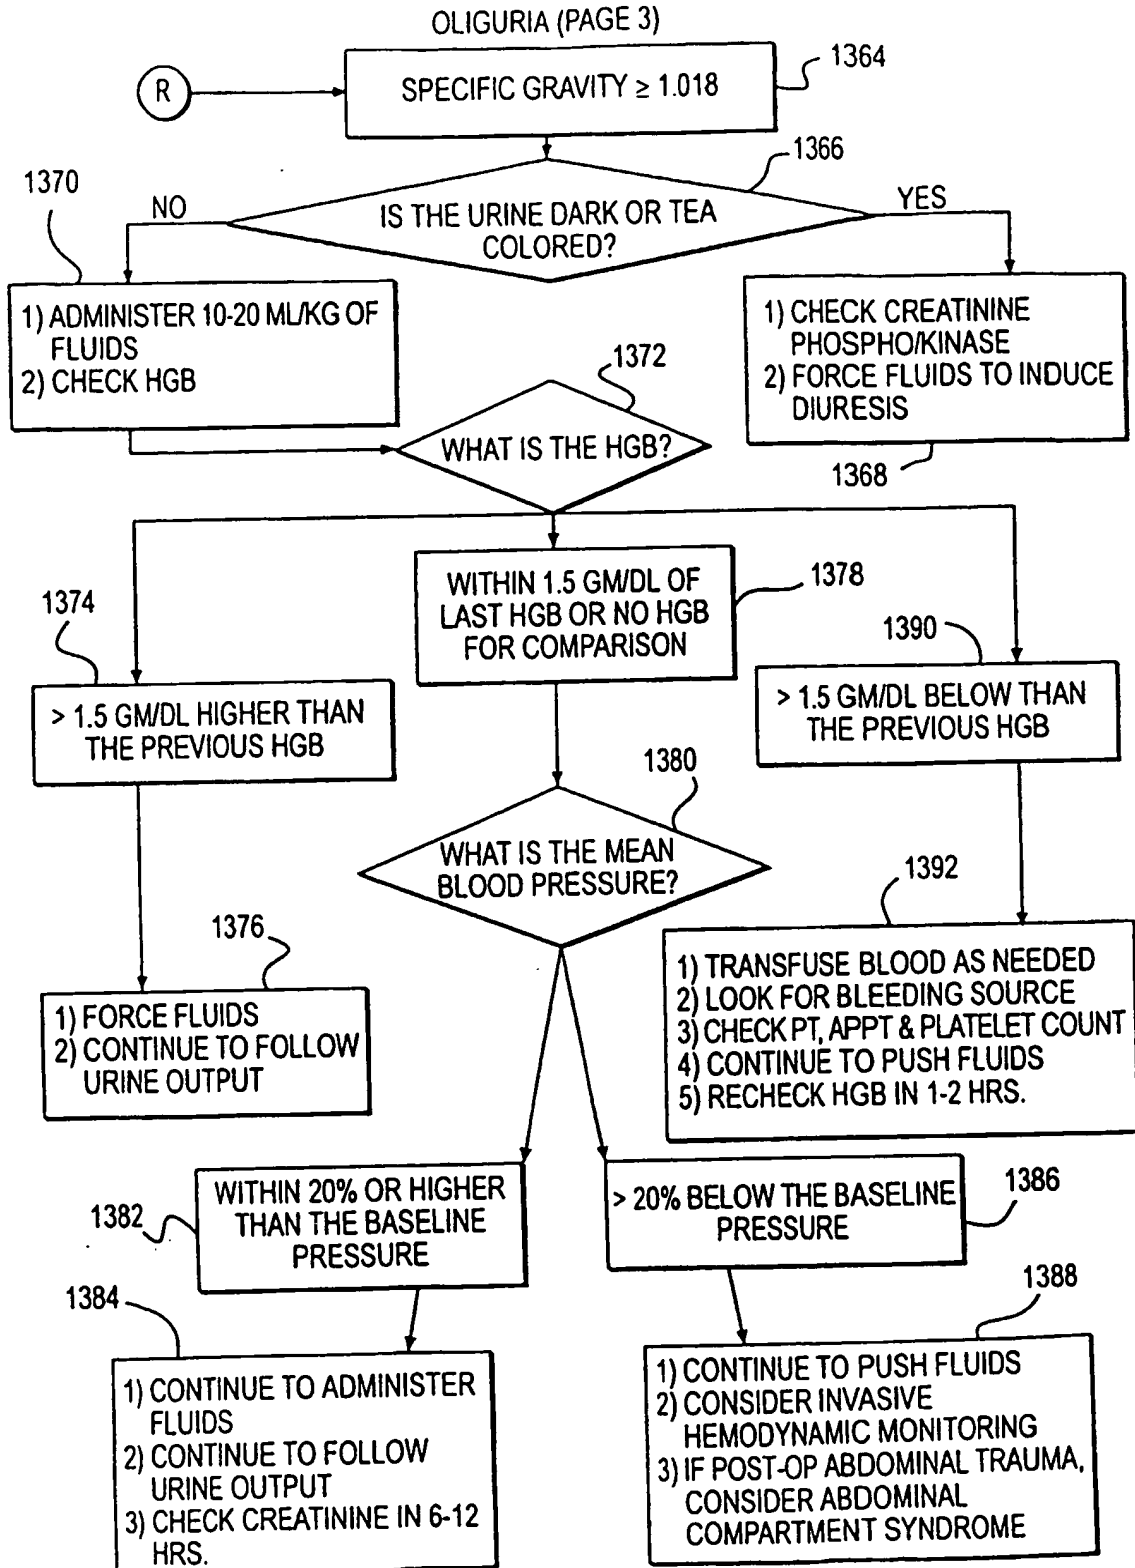 OLIGURIA (PAGE 3)
R
SPECIFIC GRAVITY ≥ 1.018
1364
1366
IS THE URINE DARK OR TEA
COLORED?
NO
YES
1370
1) ADMINISTER 10-20 ML/KG OF
FLUIDS
2) CHECK HGB
1) CHECK CREATININE
PHOSPHO/KINASE
2) FORCE FLUIDS TO INDUCE
DIURESIS
1368
1372
WHAT IS THE HGB?
1374
> 1.5 GM/DL HIGHER THAN
THE PREVIOUS HGB
WITHIN 1.5 GM/DL OF
LAST HGB OR NO HGB
FOR COMPARISON
1378
1390
> 1.5 GM/DL BELOW THAN
THE PREVIOUS HGB
1380
WHAT IS THE MEAN
BLOOD PRESSURE?
1376
1) FORCE FLUIDS
2) CONTINUE TO FOLLOW
URINE OUTPUT
1392
1) TRANSFUSE BLOOD AS NEEDED
2) LOOK FOR BLEEDING SOURCE
3) CHECK PT, APPT & PLATELET COUNT
4) CONTINUE TO PUSH FLUIDS
5) RECHECK HGB IN 1-2 HRS.
1382
WITHIN 20% OR HIGHER
THAN THE BASELINE
PRESSURE
> 20% BELOW THE BASELINE
PRESSURE
1386
1384
1) CONTINUE TO ADMINISTER
FLUIDS
2) CONTINUE TO FOLLOW
URINE OUTPUT
3) CHECK CREATININE IN 6-12
HRS.
1388
1) CONTINUE TO PUSH FLUIDS
2) CONSIDER INVASIVE
HEMODYNAMIC MONITORING
3) IF POST-OP ABDOMINAL TRAUMA,
CONSIDER ABDOMINAL
COMPARTMENT SYNDROME